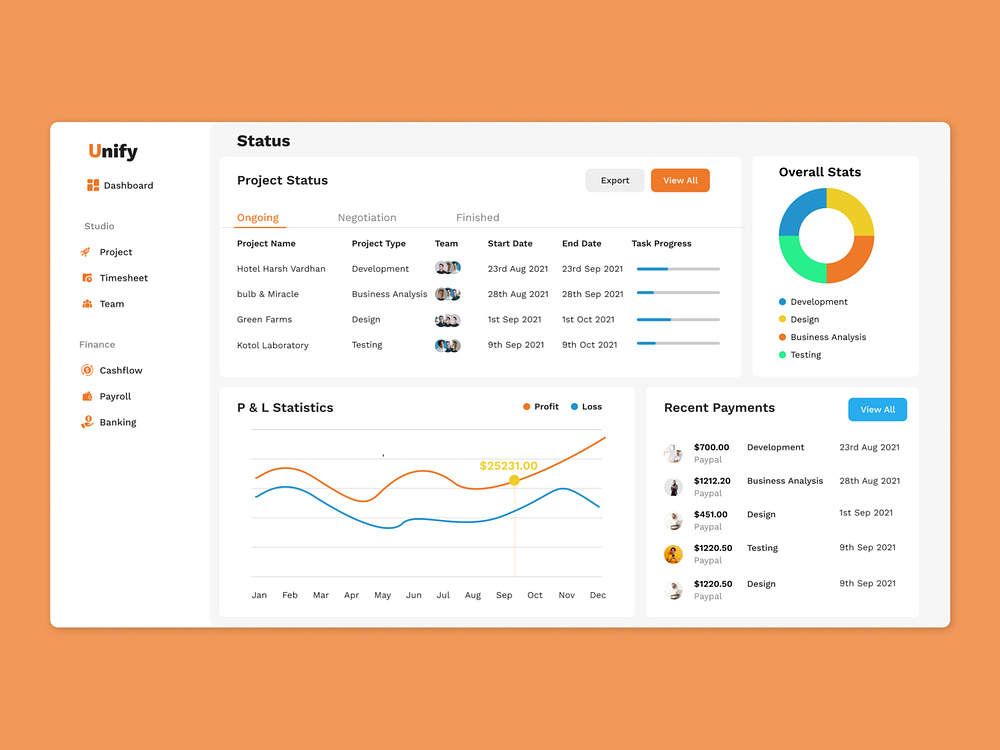 Unify
Dashboard
Studio
Project
Timesheet
Team
Finance
Cashflow
Payroll
Banking
Status
Project Status
Export
View All
Ongoing Negotiation Finished
Project Name Project Type Team Start Date End Date Task Progress
Hotel Harsh Vardhan Development 23rd Aug 2021 23rd Sep 2021
bulb & Miracle Business Analysis 28th Aug 2021 28th Sep 2021
Green Farms Design 1st Sep 2021 1st Oct 2021
Kotol Laboratory Testing 9th Sep 2021 9th Oct 2021
Overall Stats
Development
Design
Business Analysis
Testing
P & L Statistics
Profit Loss
$25231.00
Jan Feb Mar Apr May Jun Jul Aug Sep Oct Nov Dec
Recent Payments
View All
$700.00 Development 23rd Aug 2021
Paypal
$1212.20 Business Analysis 28th Aug 2021
Paypal
$451.00 Design 1st Sep 2021
Paypal
$1220.50 Testing 9th Sep 2021
Paypal
$1220.50 Design 9th Sep 2021
Paypal